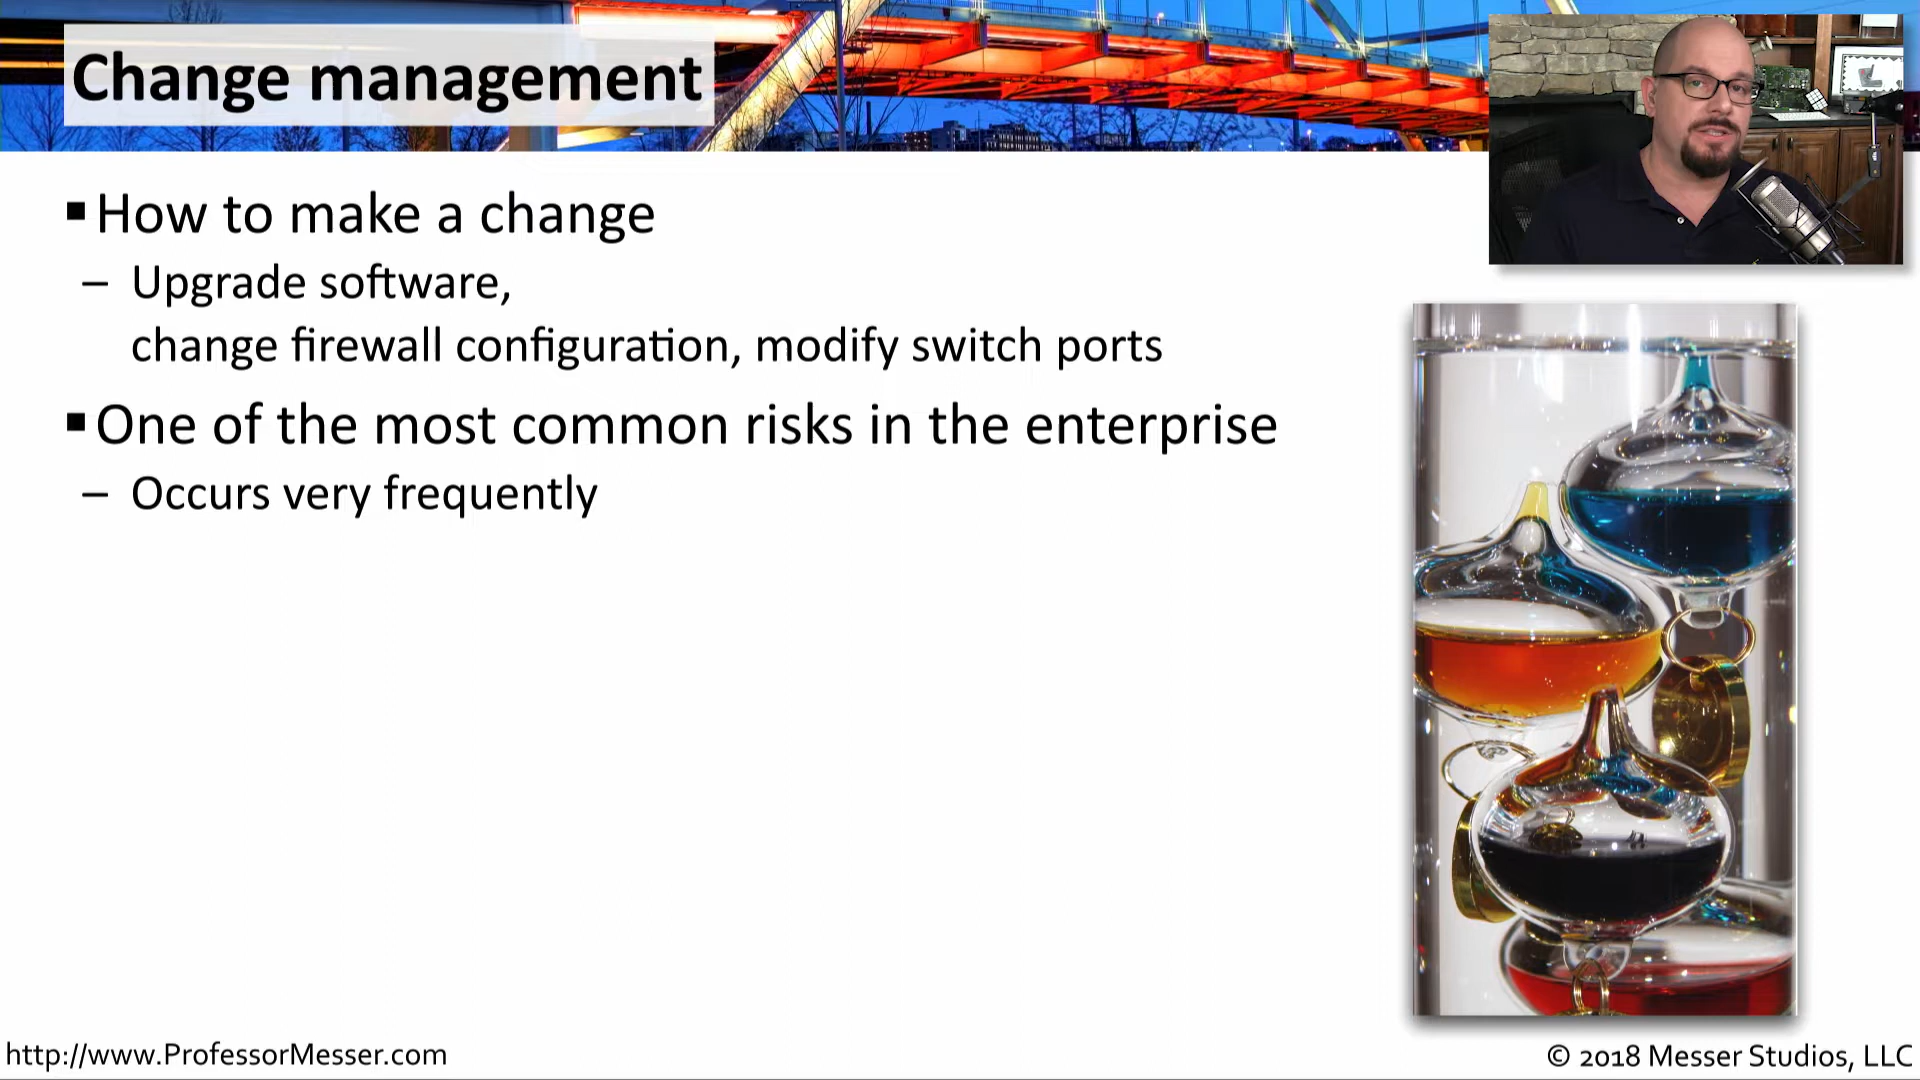 Change management
▪ How to make a change
– Upgrade software,
change firewall configuration, modify switch ports
▪ One of the most common risks in the enterprise
– Occurs very frequently
http://www.ProfessorMesser.com
© 2018 Messer Studios, LLC